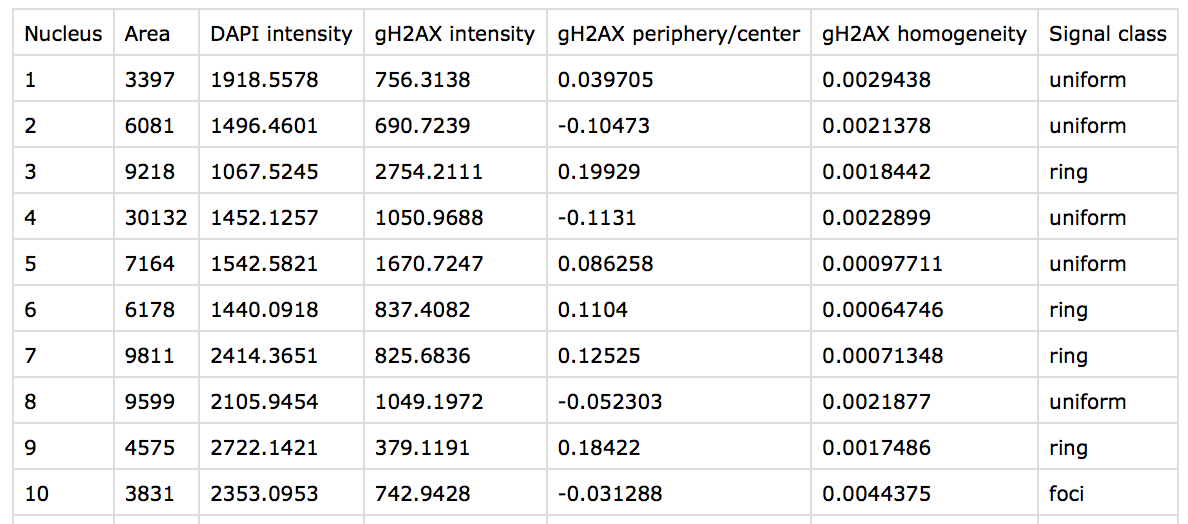 Nucleus Area DAPI intensity gH2AX intensity gH2AX periphery/center gH2AX homogeneity Signal class
1 3397 1918.5578 756.3138 0.039705 0.0029438 uniform
2 6081 1496.4601 690.7239 -0.10473 0.0021378 uniform
3 9218 1067.5245 2754.2111 0.19929 0.0018442 ring
4 30132 1452.1257 1050.9688 -0.1131 0.0022899 uniform
5 7164 1542.5821 1670.7247 0.086258 0.00097711 uniform
6 6178 1440.0918 837.4082 0.1104 0.00064746 ring
7 9811 2414.3651 825.6836 0.12525 0.00071348 ring
8 9599 2105.9454 1049.1972 -0.052303 0.0021877 uniform
9 4575 2722.1421 379.1191 0.18422 0.0017486 ring
10 3831 2353.0953 742.9428 -0.031288 0.0044375 foci